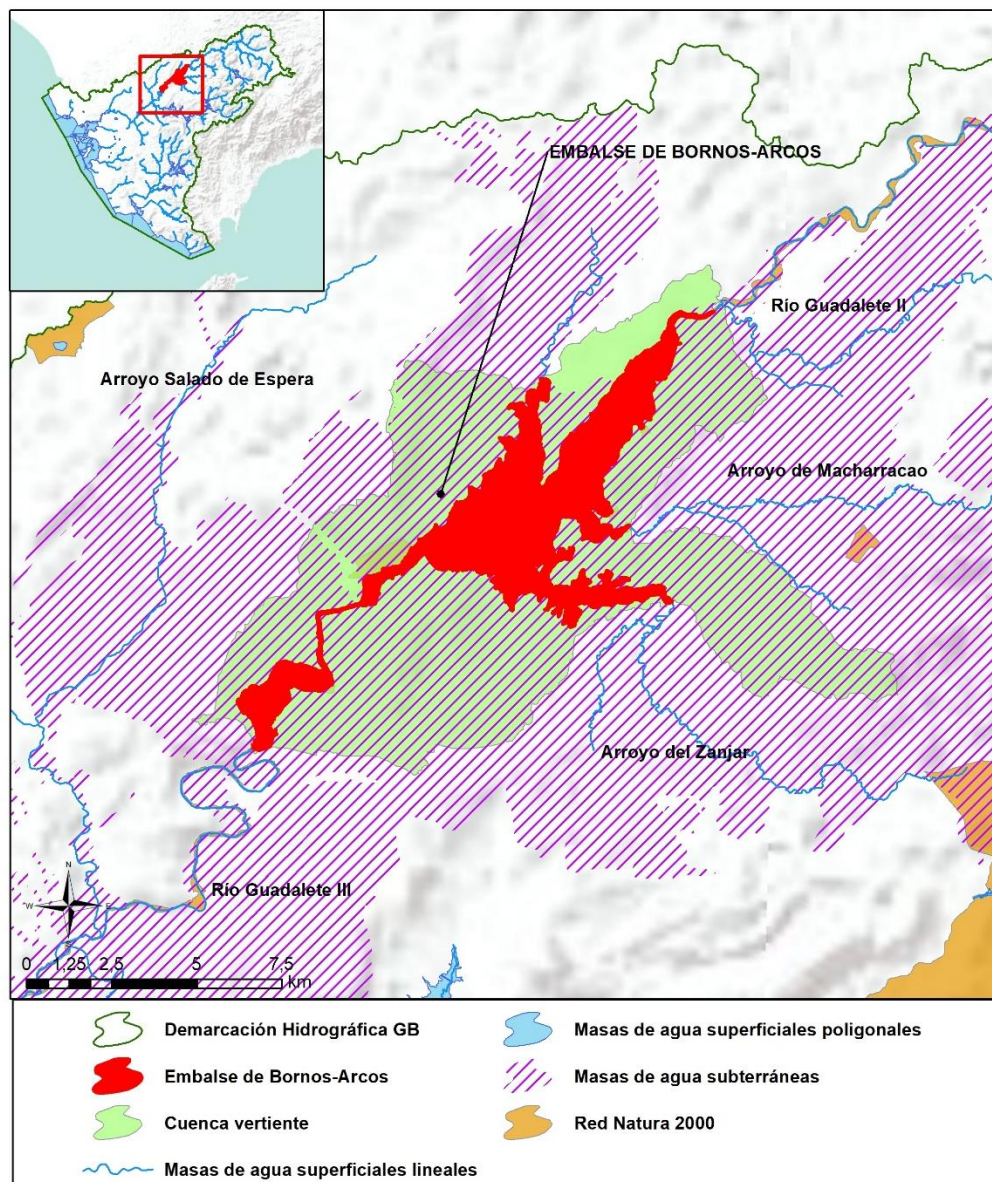 EMBALSE DE BORNOS-ARCOS
Río Guadalete II
Arroyo Salado de Espera
Arroyo de Macharracao
Arroyo del Zanjar
Río Guadalete III
N
W E
S
0 1,25 2,5 5 7,5
km
Demarcación Hidrográfica GB
Embalse de Bornos-Arcos
Cuenca vertiente
Masas de agua superficiales lineales
Masas de agua superficiales poligonales
Masas de agua subterráneas
Red Natura 2000